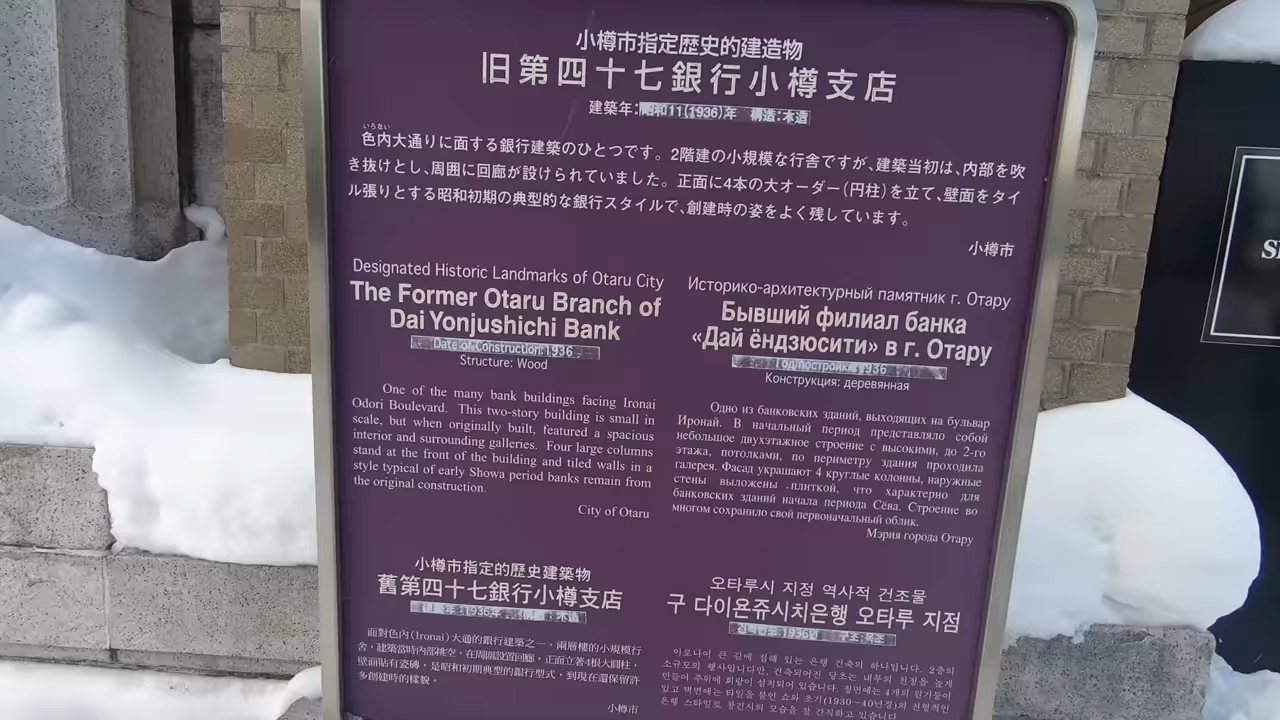 小樽市指定歴史的建造物
旧第四十七銀行小樽支店
建築年:昭和11(1936)年 構造:木造
いろない
色内大通りに面する銀行建築のひとつです。2階建の小規模な行舎ですが、建築当初は、内部を吹
き抜けとし、周囲に回廊が設けられていました。正面に4本の大オーダー(円柱)を立て、壁面をタイ
ル張りとする昭和初期の典型的な銀行スタイルで、創建時の姿をよく残しています。
小樽市
Designated Historic Landmarks of Otaru City
The Former Otaru Branch of
Dai Yonjushichi Bank
Date of Construction: 1936
Structure: Wood
One of the many bank buildings facing Ironai
Odori Boulevard. This two-story building is small in
scale, but when originally built, featured a spacious
interior and surrounding galleries. Four large columns
stand at the front of the building and tiled walls in a
style typical of early Showa period banks remain from
the original construction.
City of Otaru
Историко-архитектурный памятник г. Отару
Бывший филиал банка
«Дай ёндзюсити» в г. Отару
Год постройки: 1936
Конструкция: деревянная
Одно из банковских зданий, выходящих на бульвар
Иронай. В начальный период представляло собой
небольшое двухэтажное строение с высокими, до 2-го
этажа, потолками, по периметру здания проходила
галерея. Фасад украшают 4 круглые колонны, наружные
стены выложены плиткой, что характерно для
банковских зданий начала периода Сёва. Строение во
многом сохранило свой первоначальный облик.
Мэрия города Отару
小樽市指定的歷史建築物
舊第四十七銀行小樽支店
1936年 木造
面對色內(Ironai)大通的銀行建築之一，兩層樓的小規模行
舍，建築當時內部挑空，在周圍設置回廊。正面立著4根大圓柱，
壁面貼有瓷磚，是昭和初期典型的銀行型式，到現在還保留許
多創建時的樣貌。
小樽市
오타루시 지정 역사적 건조물
구 다이욘쥬시치은행 오타루 지점
1936년 구조:목조
이로나이 큰 길에 접해 있는 은행 건축의 하나입니다. 2층의
소규모의 행사입니다만, 건축되어진 당초는 내부의 천정을 높게
만들어 주위에 회랑이 설치되어 있습니다. 정면에는 4개의 원기둥이
있고 벽면에는 타일을 붙인 쇼와 초기(1930~40년경)의 전형적인
은행 스타일로 창건시의 모습을 잘 간직하고 있습니다